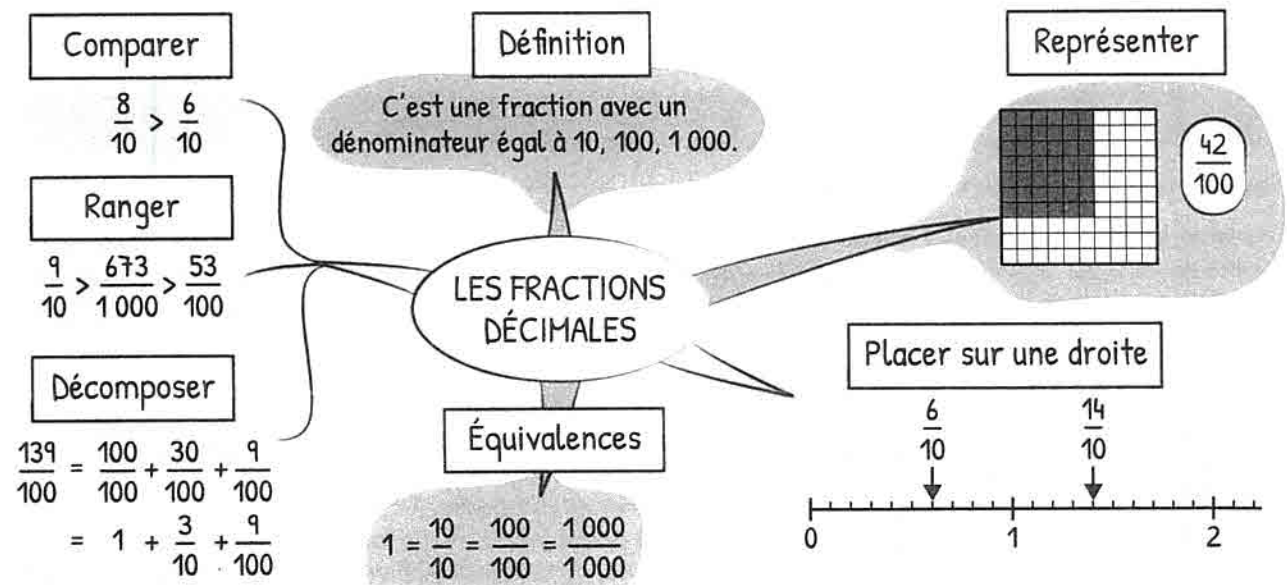 Comparer
8/10 > 6/10
Ranger
9/10 > 673/1 000 > 53/100
Décomposer
139/100 = 100/100 + 30/100 + 9/100
= 1 + 3/10 + 9/100
Définition
C'est une fraction avec un
dénominateur égal à 10, 100, 1 000.
LES FRACTIONS
DÉCIMALES
Équivalences
1 = 10/10 = 100/100 = 1 000/1 000
Représenter
42/100
Placer sur une droite
6/10 14/10
0 1 2